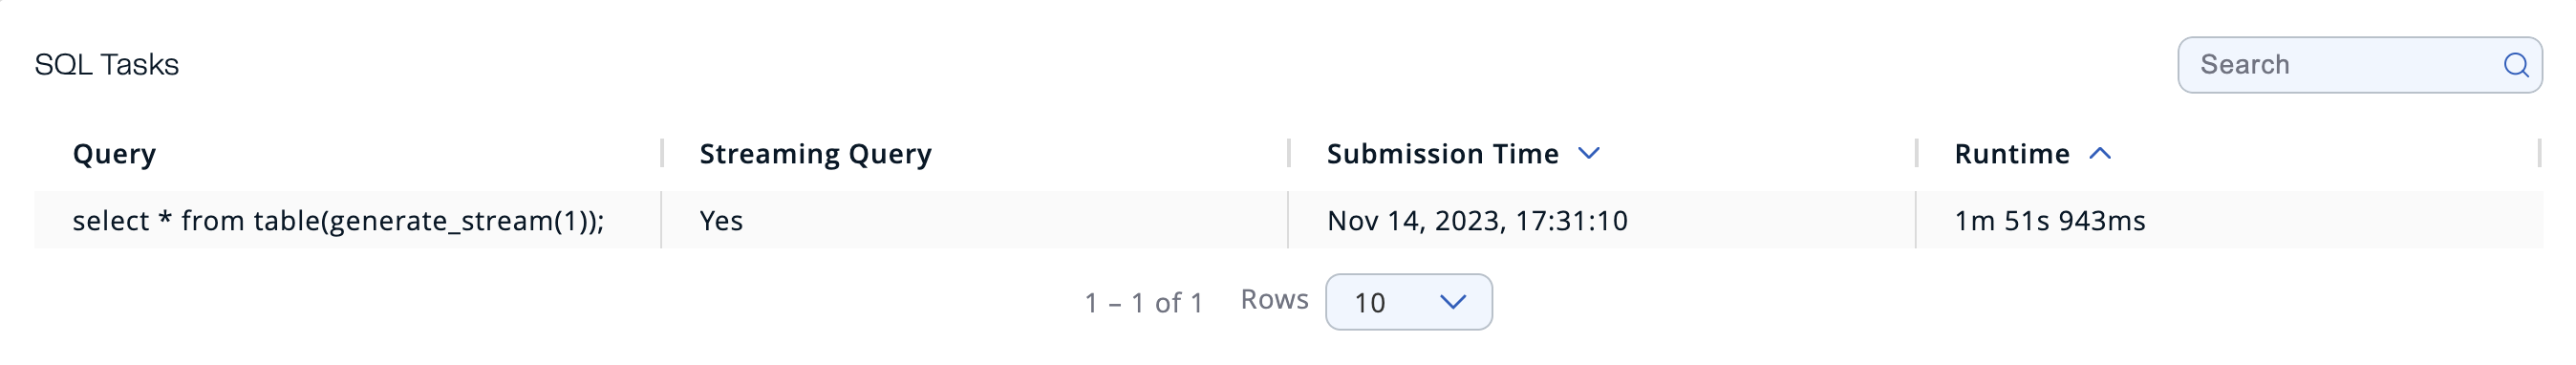 SQL Tasks
Search
Query Streaming Query Submission Time Runtime
select * from table(generate_stream(1)); Yes Nov 14, 2023, 17:31:10 1m 51s 943ms
1 – 1 of 1 Rows 10